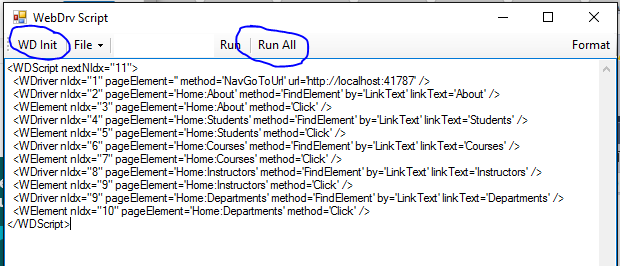 WebDrv Script
WD Init File Run Run All Format
<WDScript nextNIdx="11">
<WDriver nIdx="1" pageElement='' method='NavGoToUrl' url='http://localhost:41787' />
<WDriver nIdx="2" pageElement='Home:About' method='FindElement' by='LinkText' linkText='About' />
<WElement nIdx="3" pageElement='Home:About' method='Click' />
<WDriver nIdx="4" pageElement='Home:Students' method='FindElement' by='LinkText' linkText='Students' />
<WElement nIdx="5" pageElement='Home:Students' method='Click' />
<WDriver nIdx="6" pageElement='Home:Courses' method='FindElement' by='LinkText' linkText='Courses' />
<WElement nIdx="7" pageElement='Home:Courses' method='Click' />
<WDriver nIdx="8" pageElement='Home:Instructors' method='FindElement' by='LinkText' linkText='Instructors' />
<WElement nIdx="9" pageElement='Home:Instructors' method='Click' />
<WDriver nIdx="9" pageElement='Home:Departments' method='FindElement' by='LinkText' linkText='Departments' />
<WElement nIdx="10" pageElement='Home:Departments' method='Click' />
</WDScript>